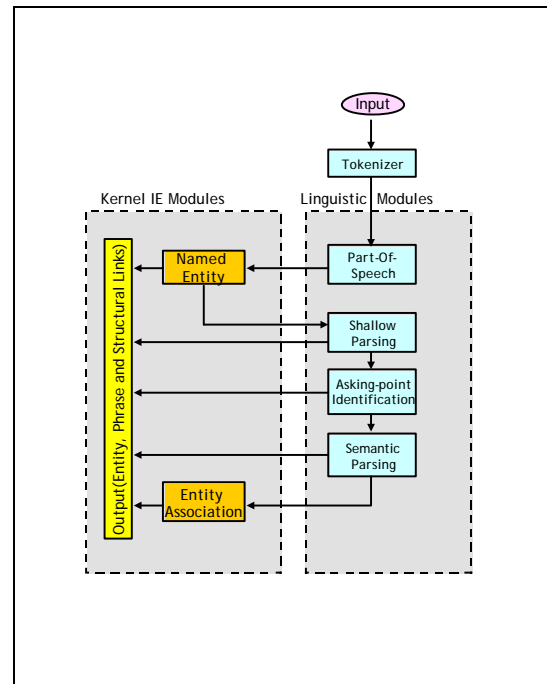 Input
Tokenizer
Kernel IE Modules
Linguistic Modules
Output(Entity, Phrase and Structural Links)
Named
Entity
Part-Of-
Speech
Shallow
Parsing
Asking-point
Identification
Semantic
Parsing
Entity
Association